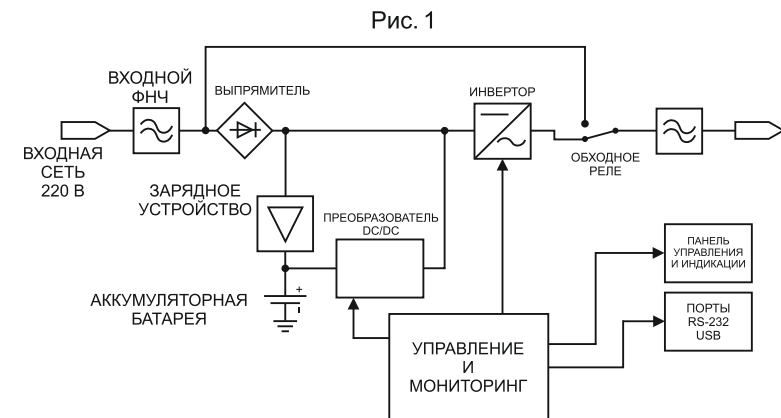 Рис. 1
ВХОДНОЙ
ФНЧ
ВЫПРЯМИТЕЛЬ
ИНВЕРТОР
ВХОДНАЯ
СЕТЬ
220 В
ОБХОДНОЕ
РЕЛЕ
ЗАРЯДНОЕ
УСТРОЙСТВО
ПРЕОБРАЗОВАТЕЛЬ
DC/DC
ПАНЕЛЬ
УПРАВЛЕНИЯ
И ИНДИКАЦИИ
АККУМУЛЯТОРНАЯ
БАТАРЕЯ
ПОРТЫ
RS-232
USB
УПРАВЛЕНИЕ
И
МОНИТОРИНГ